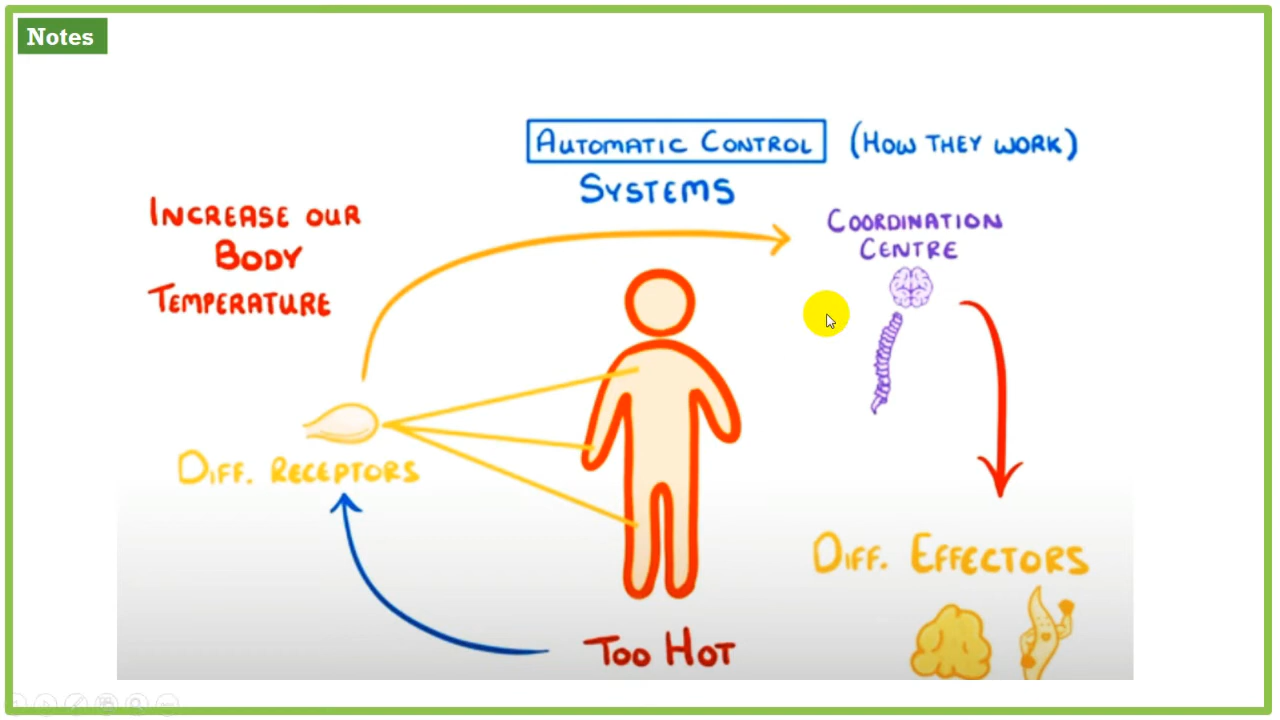 Notes
AUTOMATIC CONTROL (HOW THEY WORK)
SYSTEMS
INCREASE OUR
BODY
TEMPERATURE
COORDINATION
CENTRE
DIFF. RECEPTORS
DIFF. EFFECTORS
TOO HOT